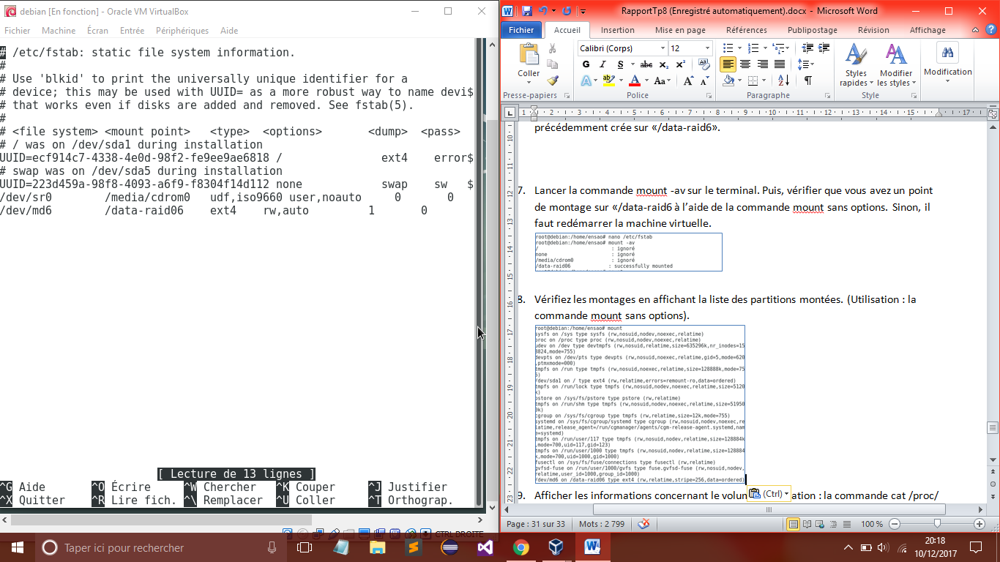 debian [En fonction] - Oracle VM VirtualBox
Fichier Machine Écran Entrée Périphériques Aide
# /etc/fstab: static file system information.
#
# Use 'blkid' to print the universally unique identifier for a
# device; this may be used with UUID= as a more robust way to name devi$
# that works even if disks are added and removed. See fstab(5).
#
# <file system> <mount point> <type> <options> <dump> <pass>
# / was on /dev/sda1 during installation
UUID=ecf914c7-4338-4e0d-98f2-fe9ee9ae6818 / ext4 error$
# swap was on /dev/sda5 during installation
UUID=223d459a-98f8-4093-a6f9-f8304f14d112 none swap sw $
/dev/sr0 /media/cdrom0 udf,iso9660 user,noauto 0 0
/dev/md6 /data-raid06 ext4 rw,auto 1 0
[ Lecture de 13 lignes ]
^G Aide ^O Écrire ^W Chercher ^K Couper ^J Justifier
^X Quitter ^R Lire fich. ^\ Remplacer ^U Coller ^T Orthograp.
CTRL DROITE
RapportTp8 (Enregistré automatiquement).docx - Microsoft Word
Fichier Accueil Insertion Mise en page Références Publipostage Révision Affichage
Coller
Calibri (Corps) 12
G I S abc x₂ x²
A ab A Aa A A
Styles rapides
Modifier les styles
Modification
Presse-papiers Police Paragraphe Style
1 1 2 3 4 5 6 7 8 9 10 11 12 13 14 15 17
précédemment crée sur «/data-raid6».
7. Lancer la commande mount -av sur le terminal. Puis, vérifier que vous avez un point
de montage sur «/data-raid6 à l’aide de la commande mount sans options. Sinon, il
faut redémarrer la machine virtuelle.
root@debian:/home/ensao# nano /etc/fstab
root@debian:/home/ensao# mount -av
/ : ignoré
none : ignoré
/media/cdrom0 : ignoré
/data-raid06 : successfully mounted
8. Vérifiez les montages en affichant la liste des partitions montées. (Utilisation : la
commande mount sans options).
root@debian:/home/ensao# mount
sysfs on /sys type sysfs (rw,nosuid,nodev,noexec,relatime)
proc on /proc type proc (rw,nosuid,nodev,noexec,relatime)
udev on /dev type devtmpfs (rw,nosuid,relatime,size=635296k,nr_inodes=15
8824,mode=755)
devpts on /dev/pts type devpts (rw,nosuid,noexec,relatime,gid=5,mode=620
,ptmxmode=000)
tmpfs on /run type tmpfs (rw,nosuid,noexec,relatime,size=128888k,mode=75
5)
/dev/sda1 on / type ext4 (rw,relatime,errors=remount-ro,data=ordered)
tmpfs on /run/lock type tmpfs (rw,nosuid,nodev,noexec,relatime,size=5120
k)
pstore on /sys/fs/pstore type pstore (rw,relatime)
tmpfs on /run/shm type tmpfs (rw,nosuid,nodev,noexec,relatime,size=51950
0k)
cgroup on /sys/fs/cgroup type tmpfs (rw,relatime,size=12k,mode=755)
systemd on /sys/fs/cgroup/systemd type cgroup (rw,nosuid,nodev,noexec,re
latime,release_agent=/run/cgmanager/agents/cgm-release-agent.systemd,nam
e=systemd)
tmpfs on /run/user/117 type tmpfs (rw,nosuid,nodev,relatime,size=128884k
,mode=700,uid=117,gid=123)
tmpfs on /run/user/1000 type tmpfs (rw,nosuid,nodev,relatime,size=128884
k,mode=700,uid=1000,gid=1000)
fusectl on /sys/fs/fuse/connections type fusectl (rw,relatime)
gvfsd-fuse on /run/user/1000/gvfs type fuse.gvfsd-fuse (rw,nosuid,nodev,
relatime,user_id=1000,group_id=1000)
/dev/md6 on /data-raid06 type ext4 (rw,relatime,stripe=256,data=ordered)
(Ctrl)
9. Afficher les informations concernant le volum ation : la commande cat /proc/
Page : 31 sur 33 Mots : 2 799 100 %
Taper ici pour rechercher
20:18
10/12/2017